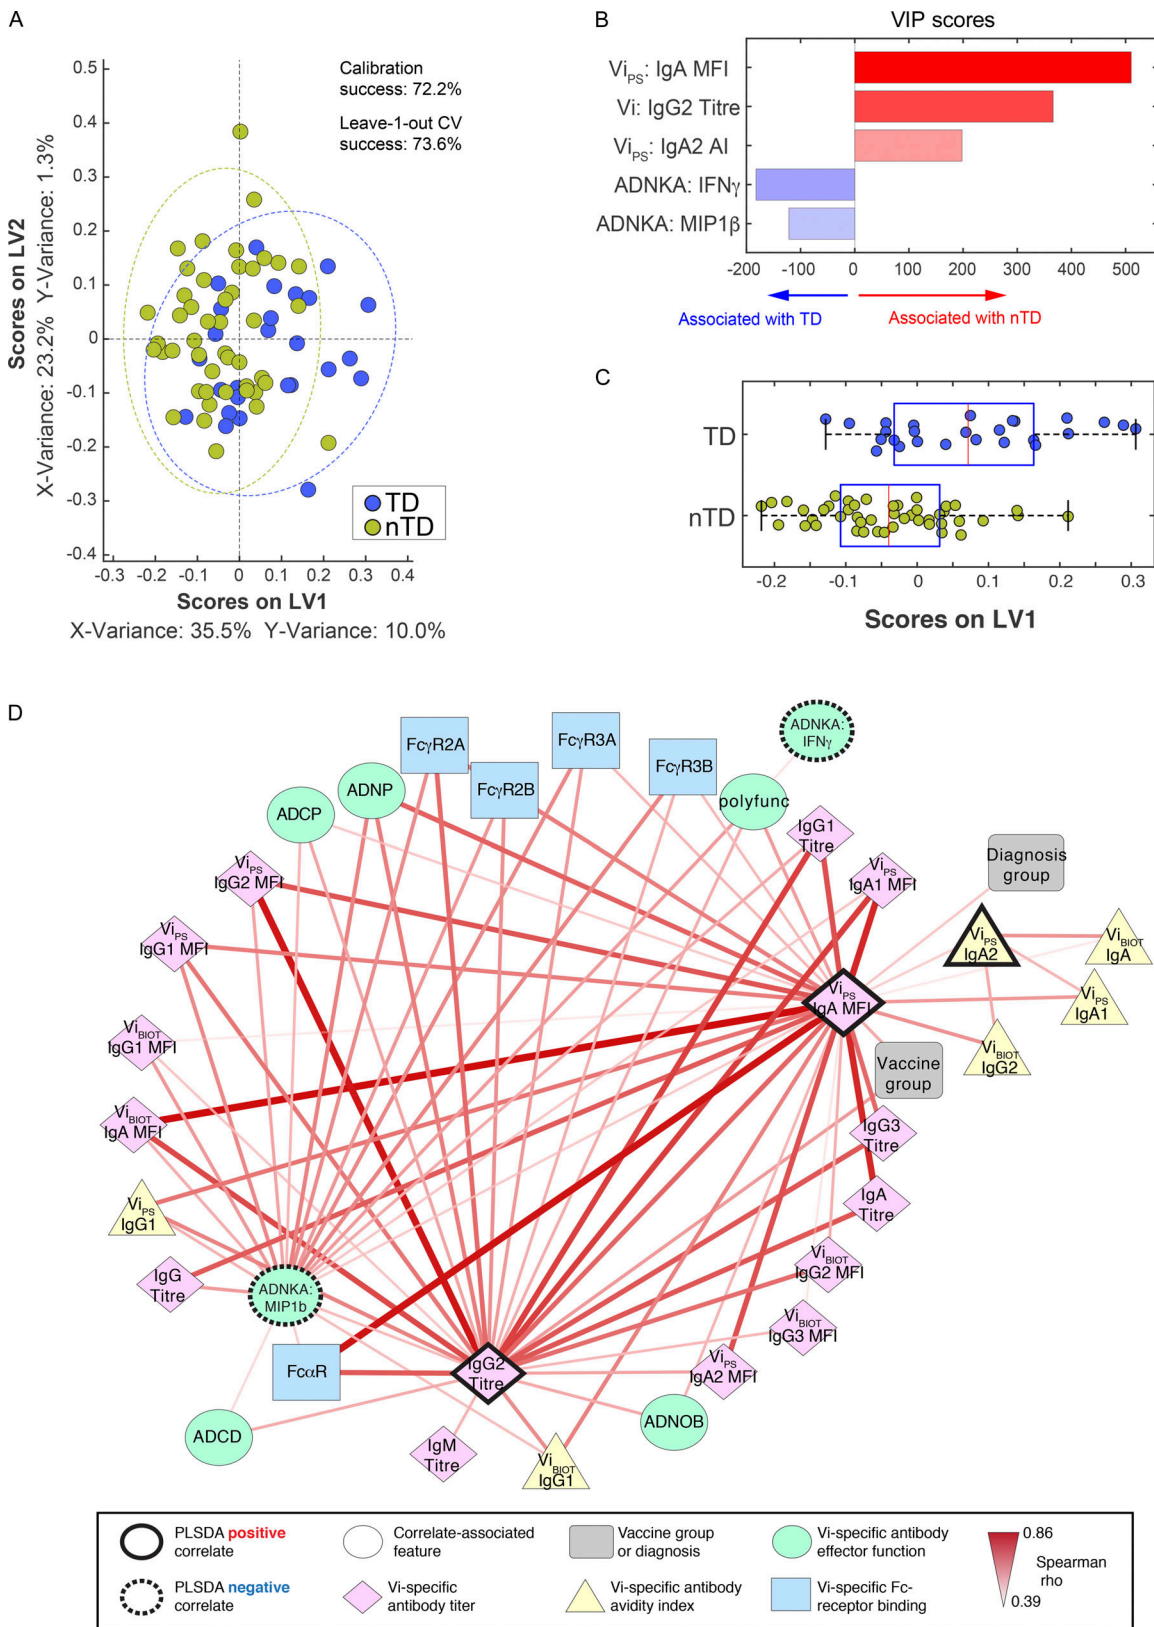 A
Calibration
success: 72.2%
Leave-1-out CV
success: 73.6%
Scores on LV2
X-Variance: 23.2% Y-Variance: 1.3%
0.5
0.4
0.3
0.2
0.1
0
-0.1
-0.2
-0.3
-0.4
TD
nTD
-0.3 -0.2 -0.1 0 0.1 0.2 0.3 0.4
Scores on LV1
X-Variance: 35.5% Y-Variance: 10.0%
B
VIP scores
ViPS: IgA MFI
Vi: IgG2 Titre
ViPS: IgA2 AI
ADNKA: IFNγ
ADNKA: MIP1β
-200 -100 0 100 200 300 400 500
Associated with TD
Associated with nTD
C
TD
nTD
-0.2 -0.1 0 0.1 0.2 0.3
Scores on LV1
D
FcγR2A
FcγR3A
ADNKA:
IFNγ
FcγR3B
FcγR2B
ADNP
polyfunc
ADCP
IgG1
Titre
Diagnosis
group
ViPS
IgG2 MFI
ViPS
IgA1 MFI
ViPS
IgG1 MFI
ViPS
IgA2
ViBIOT
IgA
ViPS
IgA MFI
ViPS
IgA1
ViBIOT
IgG1 MFI
ViBIOT
IgG2
Vaccine
group
ViBIOT
IgA MFI
IgG3
Titre
ViPS
IgG1
IgA
Titre
IgG
Titre
ViBIOT
IgG2 MFI
ADNKA:
MIP1b
ViBIOT
IgG3 MFI
FcαR
IgG2
Titre
ViPS
IgA2 MFI
ADCD
ADNOB
IgM
Titre
ViBIOT
IgG1
PLSDA positive
correlate
Correlate-associated
feature
Vaccine group
or diagnosis
Vi-specific antibody
effector function
0.86
Spearman
rho
0.39
PLSDA negative
correlate
Vi-specific
antibody titer
Vi-specific antibody
avidity index
Vi-specific Fc-
receptor binding